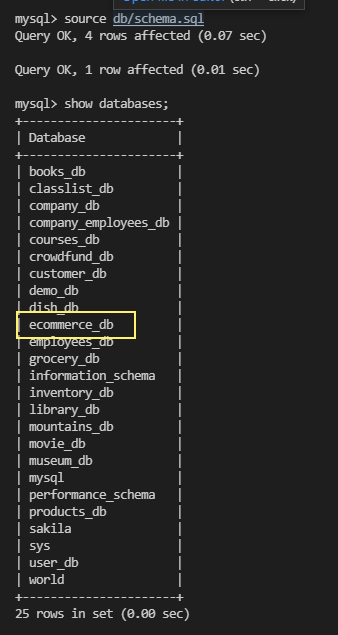 mysql> source db/schema.sql
Query OK, 4 rows affected (0.07 sec)
Query OK, 1 row affected (0.01 sec)
mysql> show databases;
+---------------------+
| Database            |
+---------------------+
| books_db            |
| classlist_db        |
| company_db          |
| company_employees_db |
| courses_db          |
| crowdfund_db        |
| customer_db         |
| demo_db             |
| dish_db             |
| ecommerce_db        |
| employees_db        |
| grocery_db          |
| information_schema  |
| inventory_db        |
| library_db          |
| mountains_db        |
| movie_db            |
| museum_db           |
| mysql               |
| performance_schema  |
| products_db         |
| sakila              |
| sys                 |
| user_db             |
| world               |
+---------------------+
25 rows in set (0.00 sec)